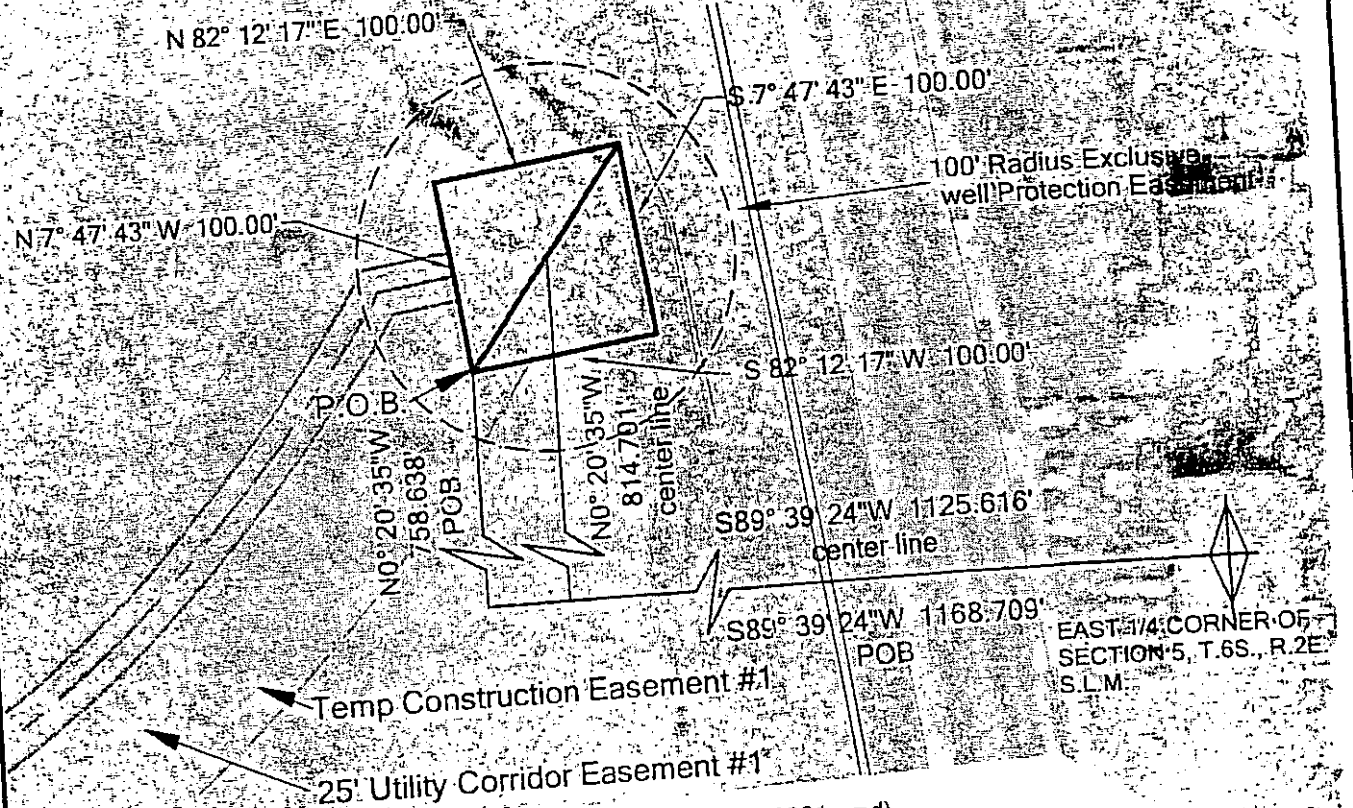 N 82° 12' 17" E 100.00'
S 7° 47' 43" E 100.00'
100' Radius Exclusive
well Protection Easement
N 7° 47' 43" W 100.00'
S 82° 12' 17" W 100.00'
P O B
N0° 20' 35" W
758.638'
POB
N0° 20' 35" W
814.701'
center line
S89° 39' 24"W 1125.616'
center line
S89° 39' 24"W 1168.709'
POB
EAST 1/4 CORNER OF
SECTION 5, T.6S., R.2E.
S.L.M.
Temp Construction Easement #1
25' Utility Corridor Easement #1